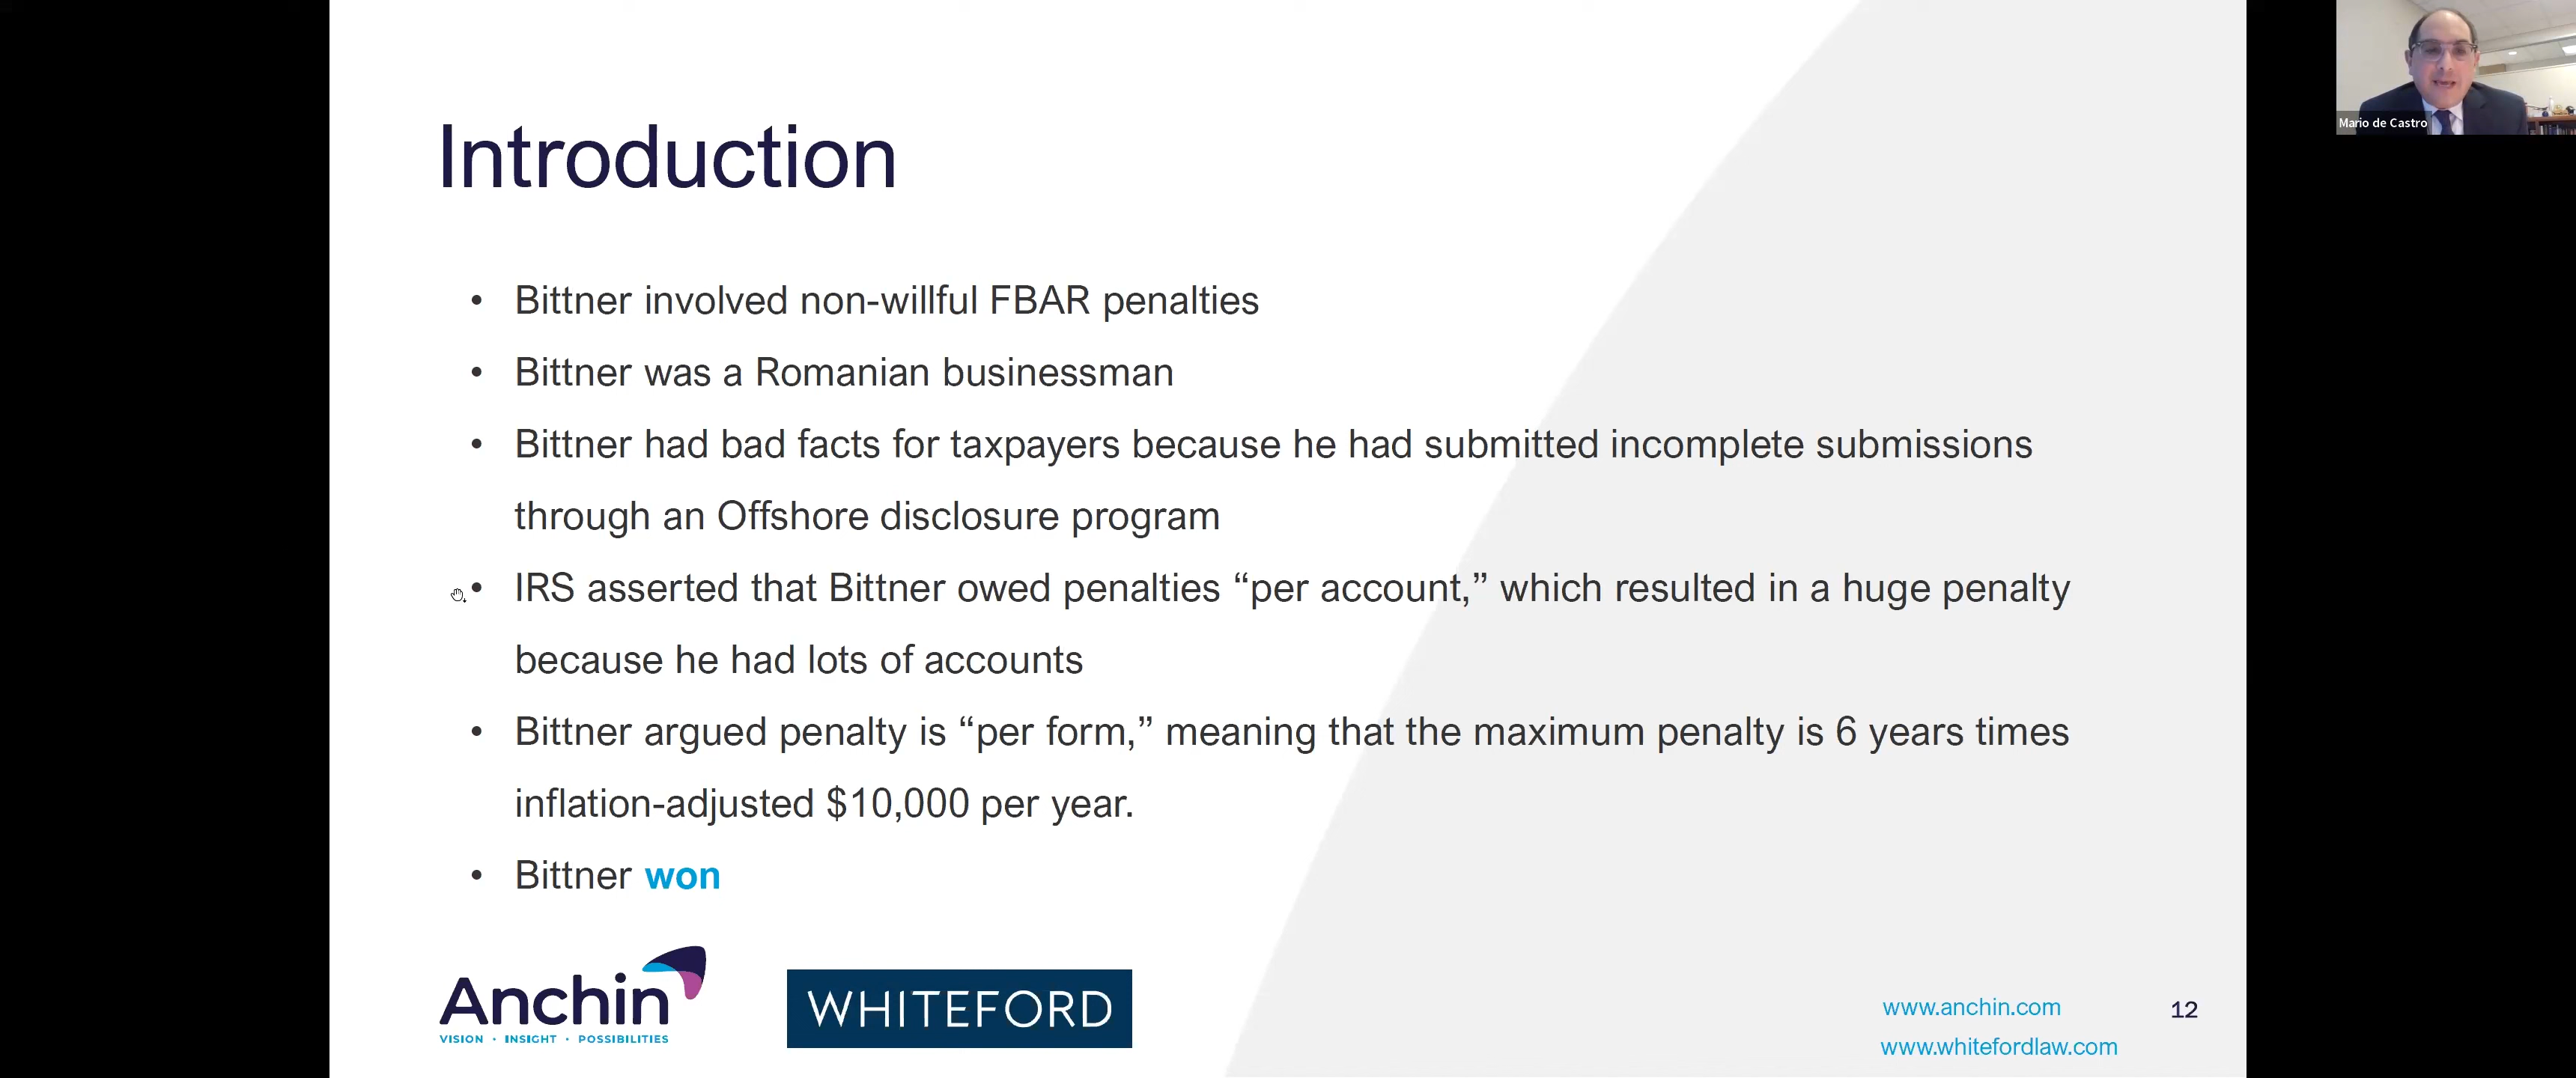 Mario de Castro
Introduction
• Bittner involved non-willful FBAR penalties
• Bittner was a Romanian businessman
• Bittner had bad facts for taxpayers because he had submitted incomplete submissions
through an Offshore disclosure program
• IRS asserted that Bittner owed penalties “per account,” which resulted in a huge penalty
because he had lots of accounts
• Bittner argued penalty is “per form,” meaning that the maximum penalty is 6 years times
inflation-adjusted $10,000 per year.
• Bittner won
Anchin
VISION · INSIGHT · POSSIBILITIES
WHITEFORD
www.anchin.com
www.whitefordlaw.com
12